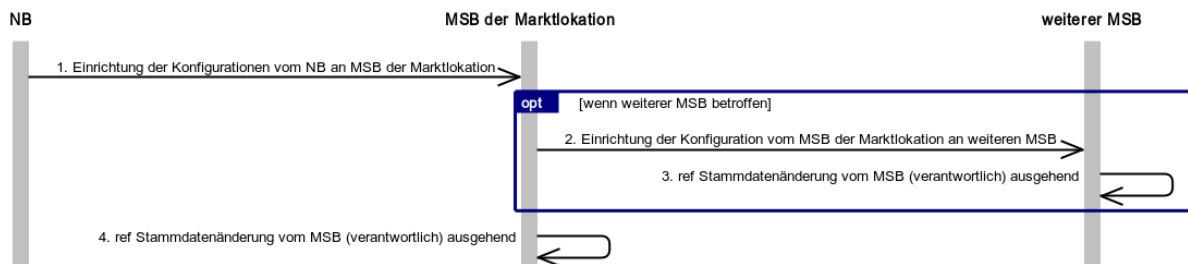 NB
MSB der Marktlokation
weiterer MSB
1. Einrichtung der Konfigurationen vom NB an MSB der Marktlokation
opt
[wenn weiterer MSB betroffen]
2. Einrichtung der Konfiguration vom MSB der Marktlokation an weiteren MSB
3. ref Stammdatenänderung vom MSB (verantwortlich) ausgehend
4. ref Stammdatenänderung vom MSB (verantwortlich) ausgehend